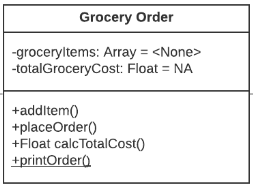 Grocery Order
-groceryItems: Array = <None>
-totalGroceryCost: Float = NA
+addItem()
+placeOrder()
+Float calcTotalCost()
+printOrder()